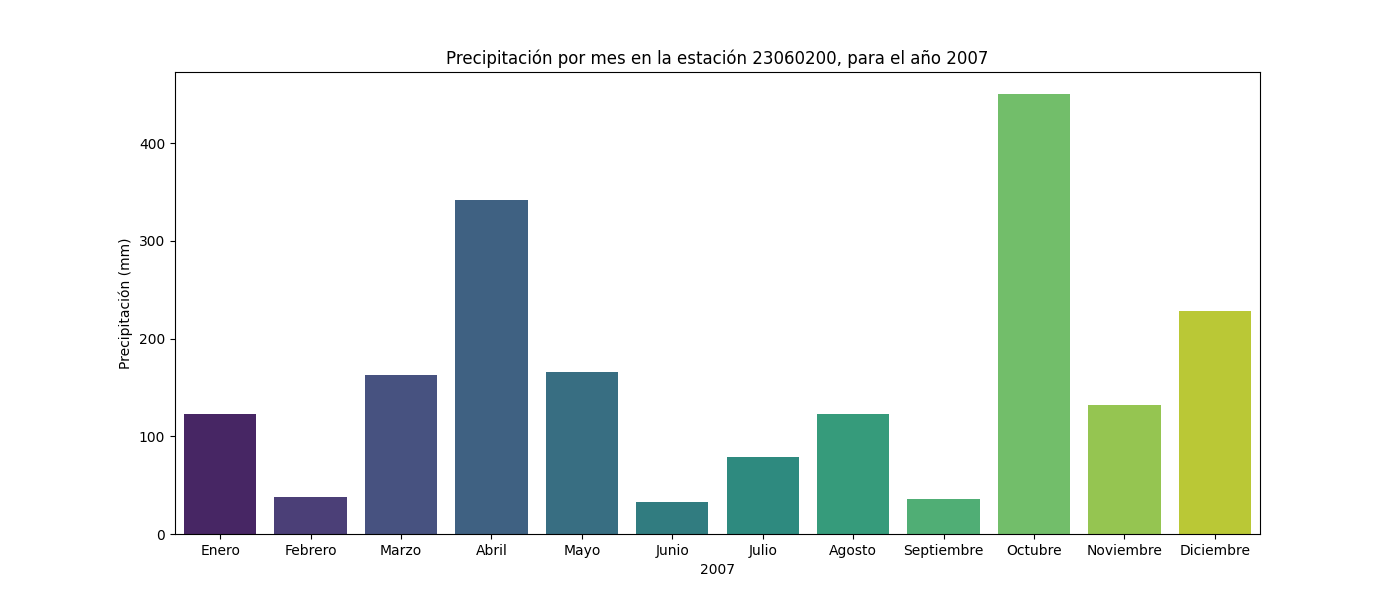 Precipitación por mes en la estación 23060200, para el año 2007
Precipitación (mm)
400
300
200
100
0
Enero Febrero Marzo Abril Mayo Junio Julio Agosto Septiembre Octubre Noviembre Diciembre
2007